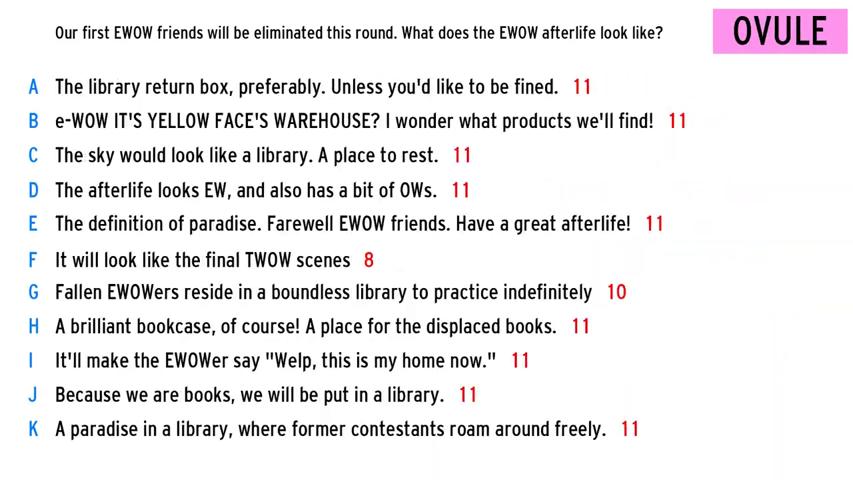 Our first EWOW friends will be eliminated this round. What does the EWOW afterlife look like?
OVULE
A The library return box, preferably. Unless you'd like to be fined. 11
B e-WOW IT'S YELLOW FACE'S WAREHOUSE? I wonder what products we'll find! 11
C The sky would look like a library. A place to rest. 11
D The afterlife looks EW, and also has a bit of OWs. 11
E The definition of paradise. Farewell EWOW friends. Have a great afterlife! 11
F It will look like the final TWOW scenes 8
G Fallen EWOWers reside in a boundless library to practice indefinitely 10
H A brilliant bookcase, of course! A place for the displaced books. 11
I It'll make the EWOWer say "Welp, this is my home now." 11
J Because we are books, we will be put in a library. 11
K A paradise in a library, where former contestants roam around freely. 11